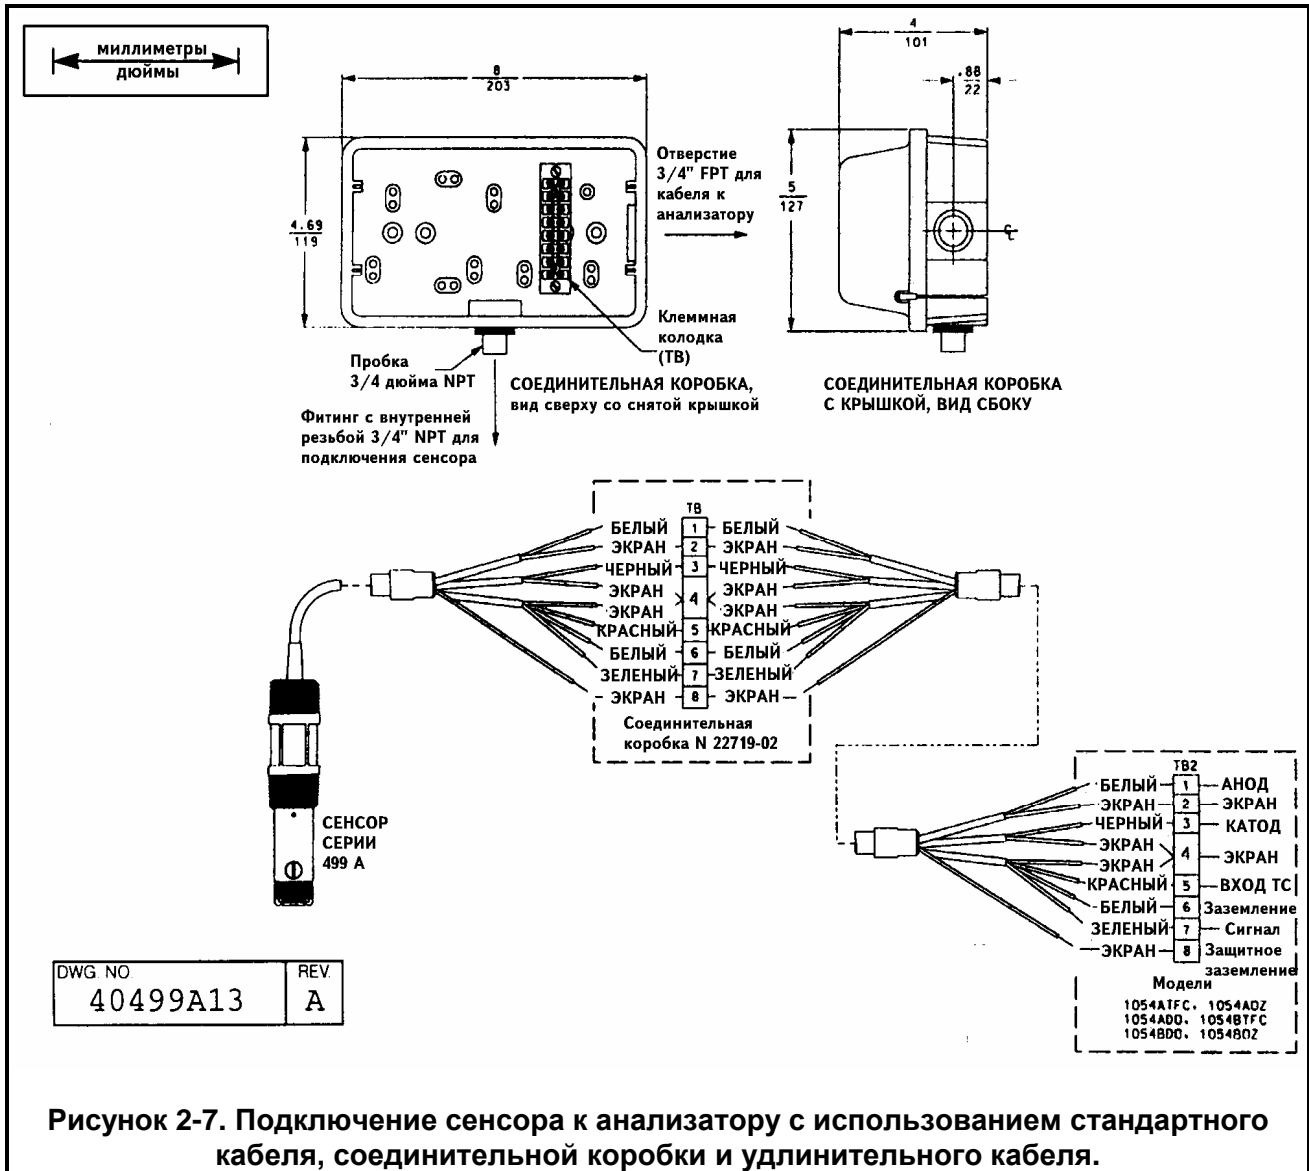 миллиметры
дюймы
8
203
4
101
.88
22
Отверстие
3/4" FPT для
кабеля к
анализатору
4.69
119
5
127
Клеммная
колодка
(ТВ)
Пробка
3/4 дюйма NPT
СОЕДИНИТЕЛЬНАЯ КОРОБКА,
вид сверху со снятой крышкой
СОЕДИНИТЕЛЬНАЯ КОРОБКА
С КРЫШКОЙ, ВИД СБОКУ
Фитинг с внутренней
резьбой 3/4" NPT для
подключения сенсора
ТВ
БЕЛЫЙ 1 БЕЛЫЙ
ЭКРАН 2 ЭКРАН
ЧЕРНЫЙ 3 ЧЕРНЫЙ
ЭКРАН 4 ЭКРАН
ЭКРАН ЭКРАН
КРАСНЫЙ 5 КРАСНЫЙ
БЕЛЫЙ 6 БЕЛЫЙ
ЗЕЛЕНЫЙ 7 ЗЕЛЕНЫЙ
ЭКРАН 8 ЭКРАН
Соединительная
коробка N 22719-02
СЕНСОР
СЕРИИ
499 А
ТВ2
БЕЛЫЙ 1 АНОД
ЭКРАН 2 ЭКРАН
ЧЕРНЫЙ 3 КАТОД
ЭКРАН 4 ЭКРАН
ЭКРАН
КРАСНЫЙ 5 ВХОД ТС
БЕЛЫЙ 6 Заземление
ЗЕЛЕНЫЙ 7 Сигнал
ЭКРАН 8 Защитное
заземление
Модели
1054ATFC, 1054ADZ
1054ADO, 1054BTFC
1054BDO, 1054BOZ
DWG. NO. REV.
40499A13 A
Рисунок 2-7. Подключение сенсора к анализатору с использованием стандартного
кабеля, соединительной коробки и удлинительного кабеля.